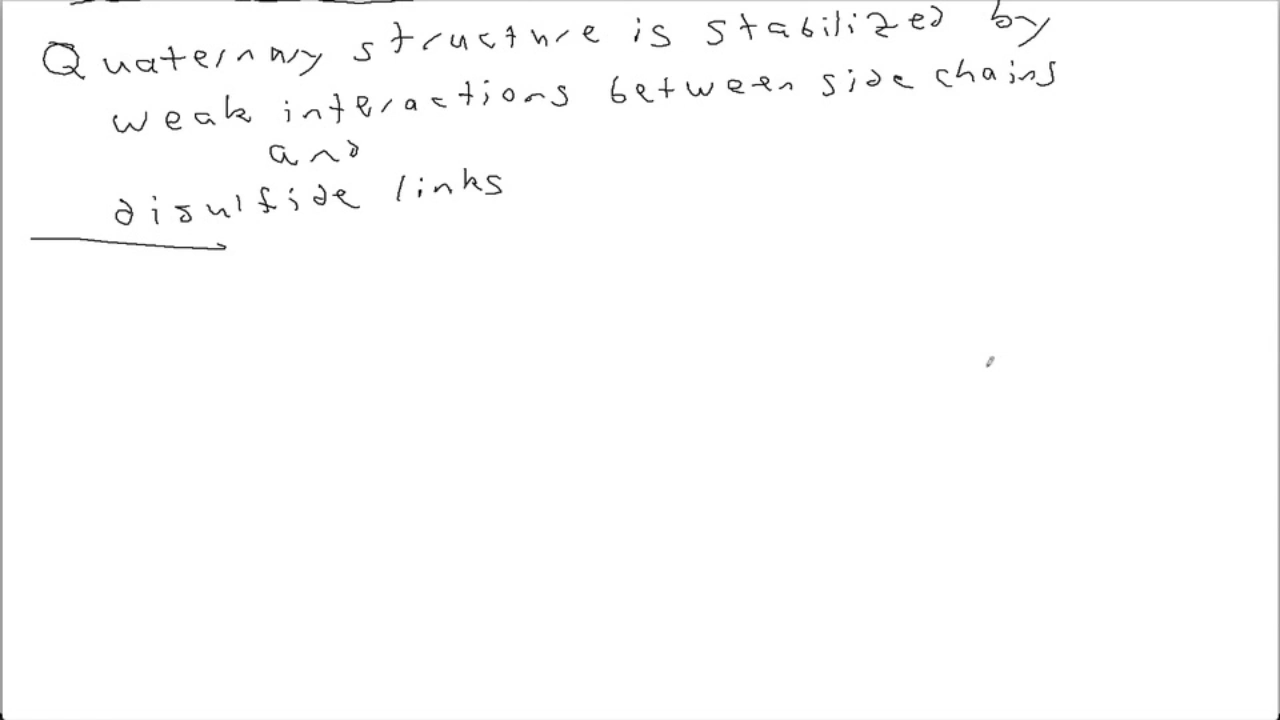 Quaternary structure is stabilized by
weak interactions between side chains
and
disulfide links